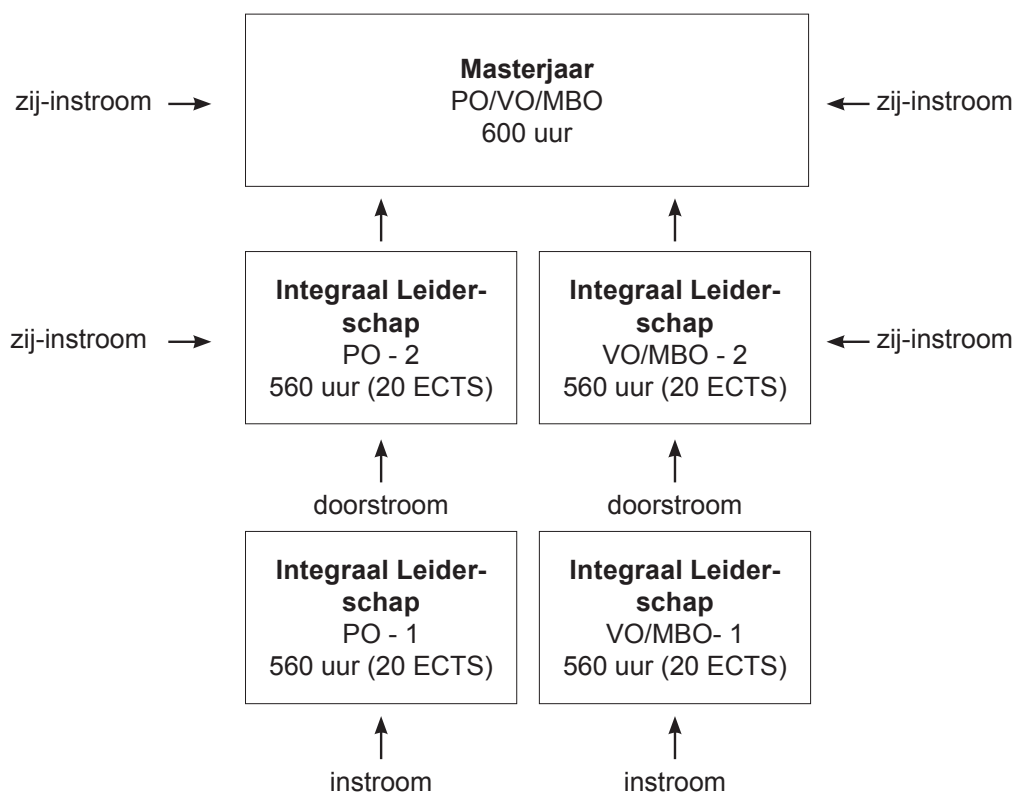 Masterjaar
zij-instroom
PO/VO/MBO
zij-instroom
600 uur
Integraal Leider-
schap
PO - 2
560 uur (20 ECTS)
Integraal Leider-
schap
VO/MBO - 2
560 uur (20 ECTS)
zij-instroom
zij-instroom
doorstroom
doorstroom
Integraal Leider-
schap
PO - 1
560 uur (20 ECTS)
Integraal Leider-
schap
VO/MBO- 1
560 uur (20 ECTS)
instroom
instroom